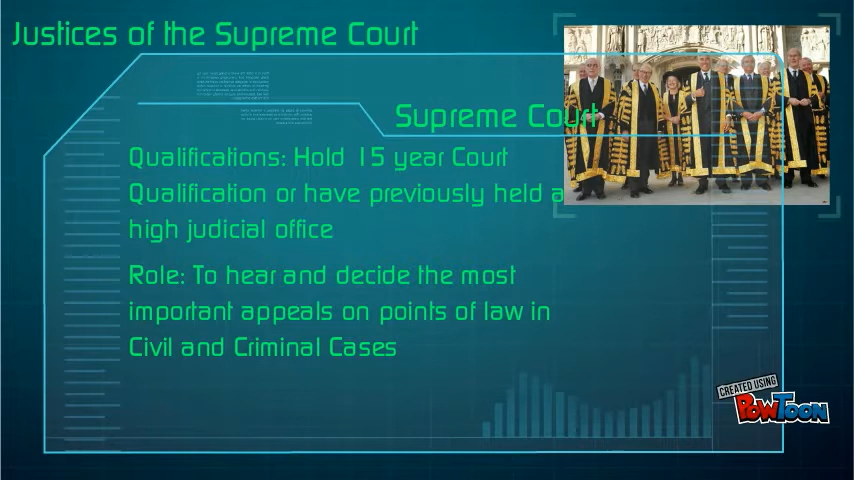 Justices of the Supreme Court
Supreme Court
Qualifications: Hold 15 year Court
Qualification or have previously held a
high judicial office
Role: To hear and decide the most
important appeals on points of law in
Civil and Criminal Cases
CREATED USING
POWTOON